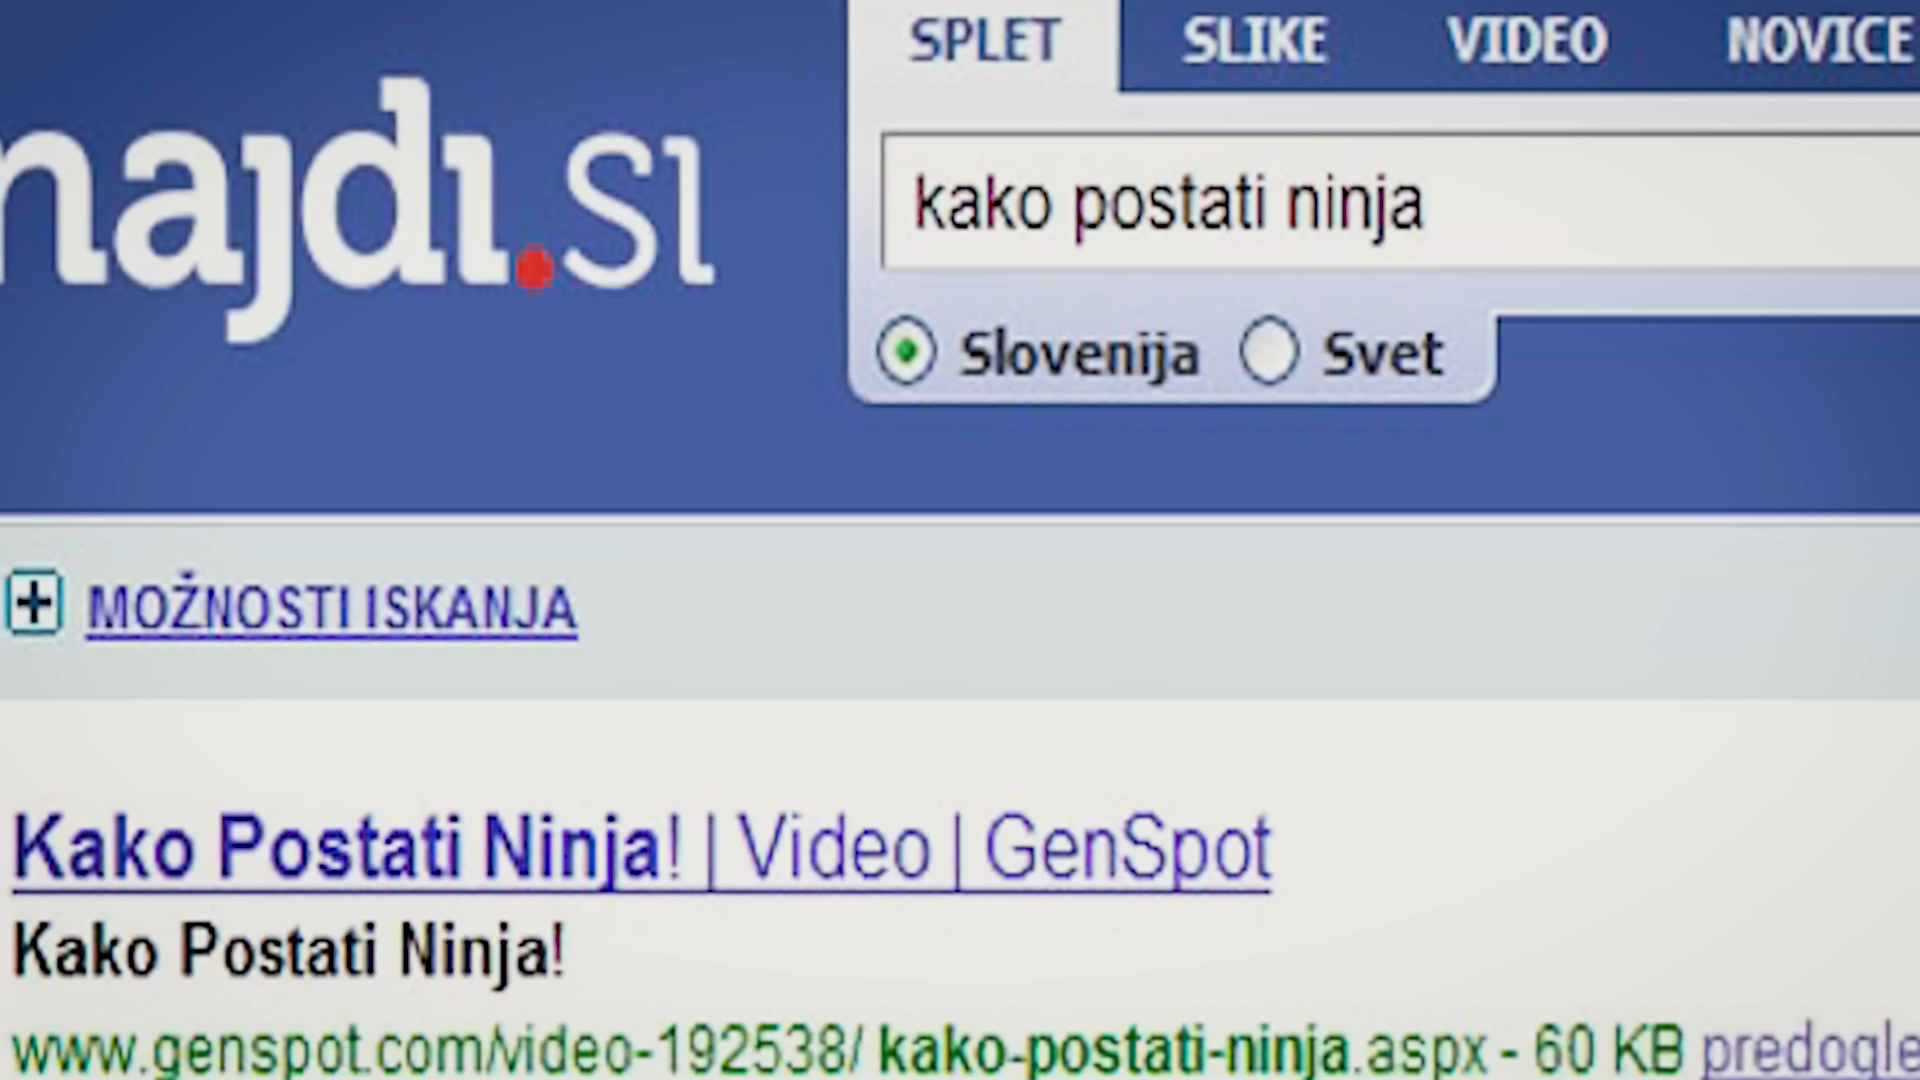 najdi.si
SPLET SLIKE VIDEO NOVICE
kako postati ninja
Slovenija Svet
MOŽNOSTI ISKANJA
Kako Postati Ninja! | Video | GenSpot
Kako Postati Ninja!
www.genspot.com/video-192538/ kako-postati-ninja.aspx - 60 KB predogle